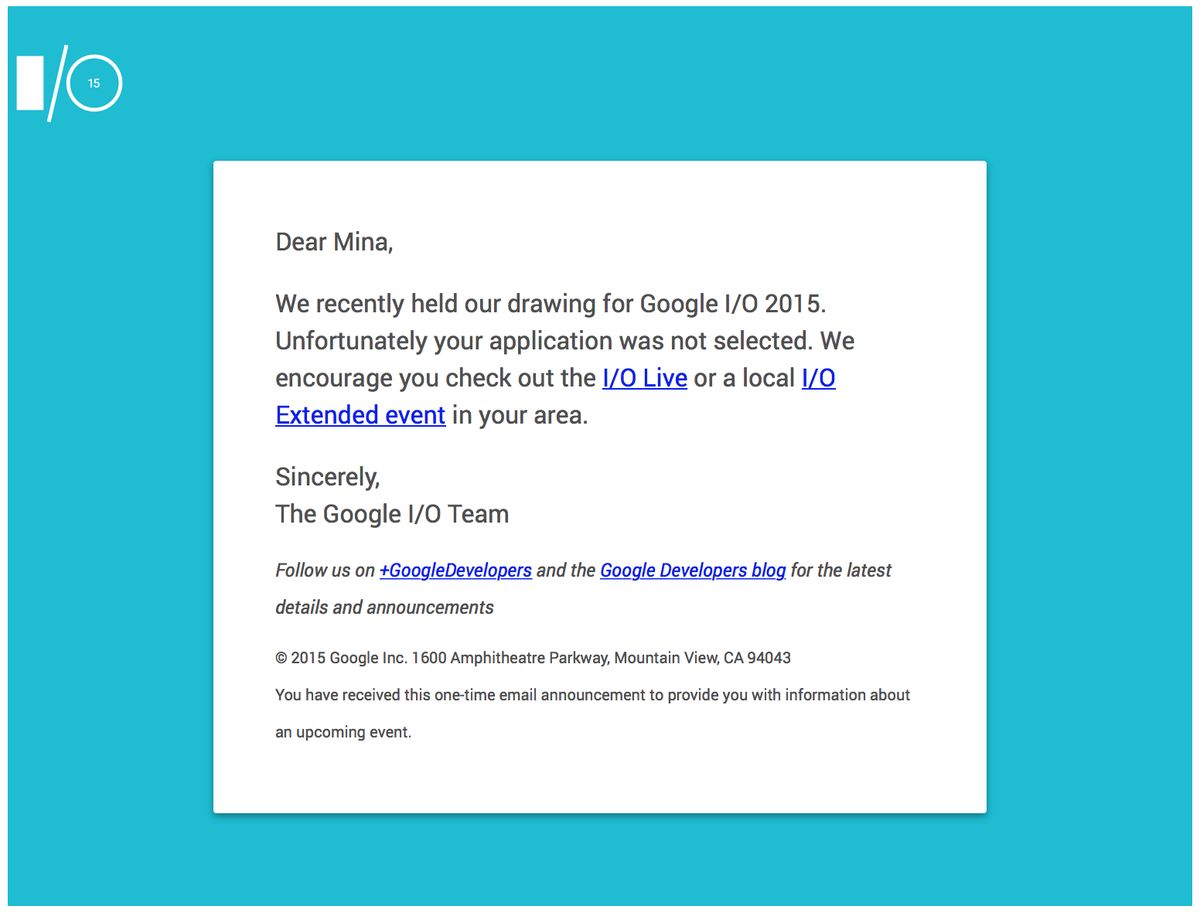 I/O 15
Dear Mina,
We recently held our drawing for Google I/O 2015.
Unfortunately your application was not selected. We
encourage you check out the I/O Live or a local I/O
Extended event in your area.
Sincerely,
The Google I/O Team
Follow us on +GoogleDevelopers and the Google Developers blog for the latest
details and announcements
© 2015 Google Inc. 1600 Amphitheatre Parkway, Mountain View, CA 94043
You have received this one-time email announcement to provide you with information about
an upcoming event.